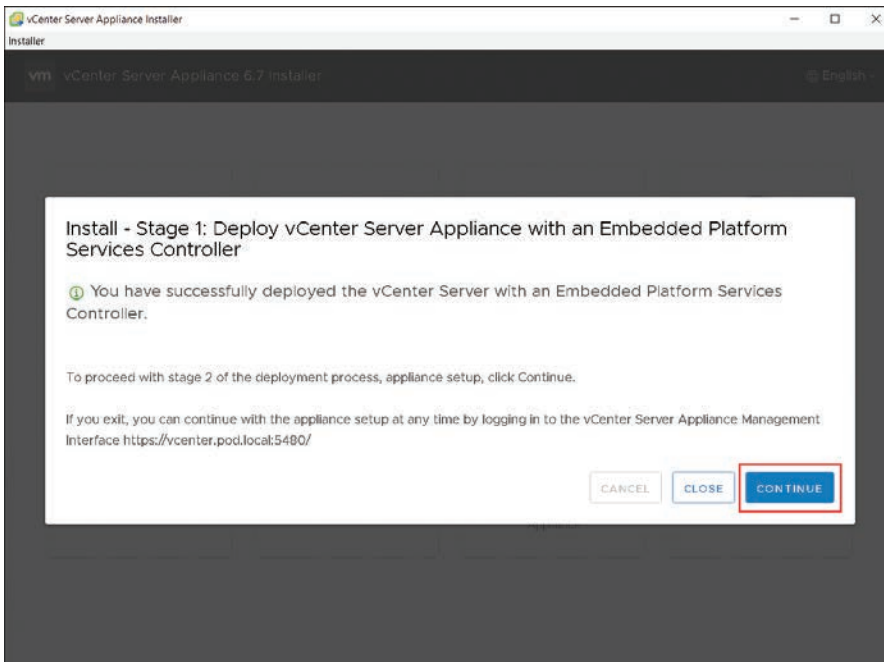 vCenter Server Appliance Installer
Installer
vm vCenter Server Appliance 6.7 Installer English
Install - Stage 1: Deploy vCenter Server Appliance with an Embedded Platform
Services Controller
You have successfully deployed the vCenter Server with an Embedded Platform Services
Controller.
To proceed with stage 2 of the deployment process, appliance setup, click Continue.
If you exit, you can continue with the appliance setup at any time by logging in to the vCenter Server Appliance Management
Interface https://vcenter.pod.local:5480/
CANCEL CLOSE CONTINUE